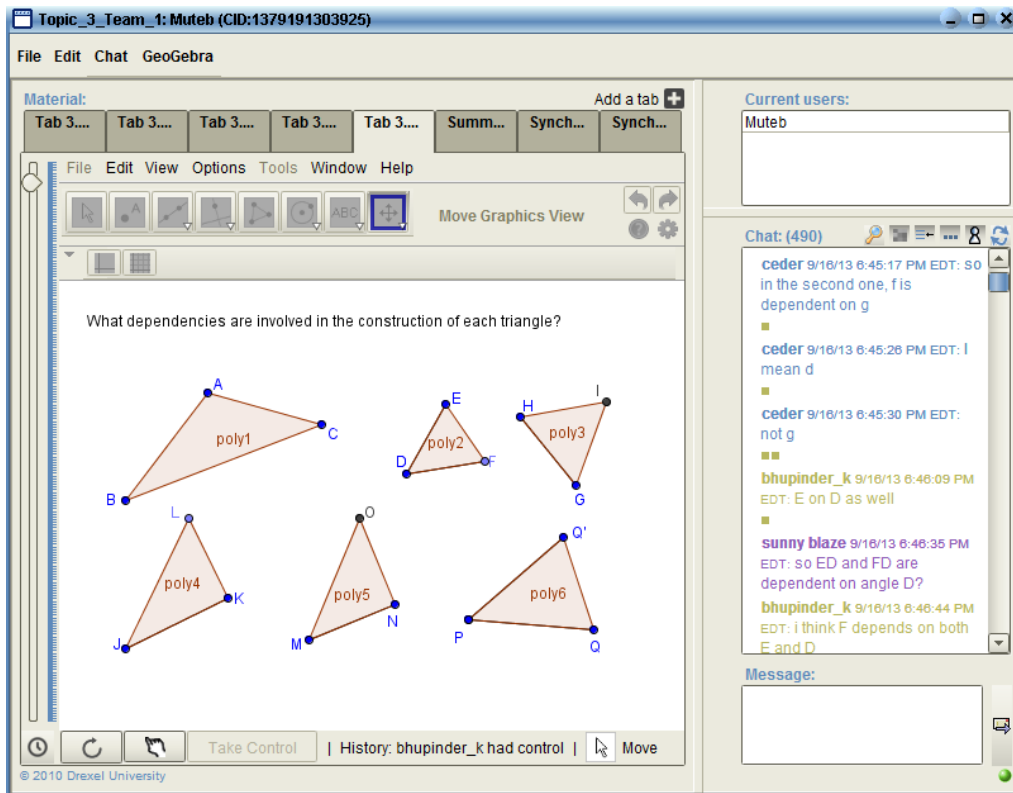 Topic_3_Team_1: Muteb (CID:1379191303925)
File Edit Chat GeoGebra
Material:
Add a tab
Tab 3.... Tab 3.... Tab 3.... Tab 3.... Tab 3.... Summ... Synch... Synch...
File Edit View Options Tools Window Help
ABC
Move Graphics View
What dependencies are involved in the construction of each triangle?
A
B
C
poly1
E
D
F
poly2
H
I
G
poly3
L
J
K
poly4
O
M
N
poly5
Q'
P
Q
poly6
Take Control | History: bhupinder_k had control | Move
© 2010 Drexel University
Current users:
Muteb
Chat: (490)
ceder 9/16/13 6:45:17 PM EDT: so
in the second one, f is
dependent on g
ceder 9/16/13 6:45:26 PM EDT: I
mean d
ceder 9/16/13 6:45:30 PM EDT:
not g
bhupinder_k 9/16/13 6:46:09 PM
EDT: E on D as well
sunny blaze 9/16/13 6:46:35 PM
EDT: so ED and FD are
dependent on angle D?
bhupinder_k 9/16/13 6:46:44 PM
EDT: i think F depends on both
E and D
Message: